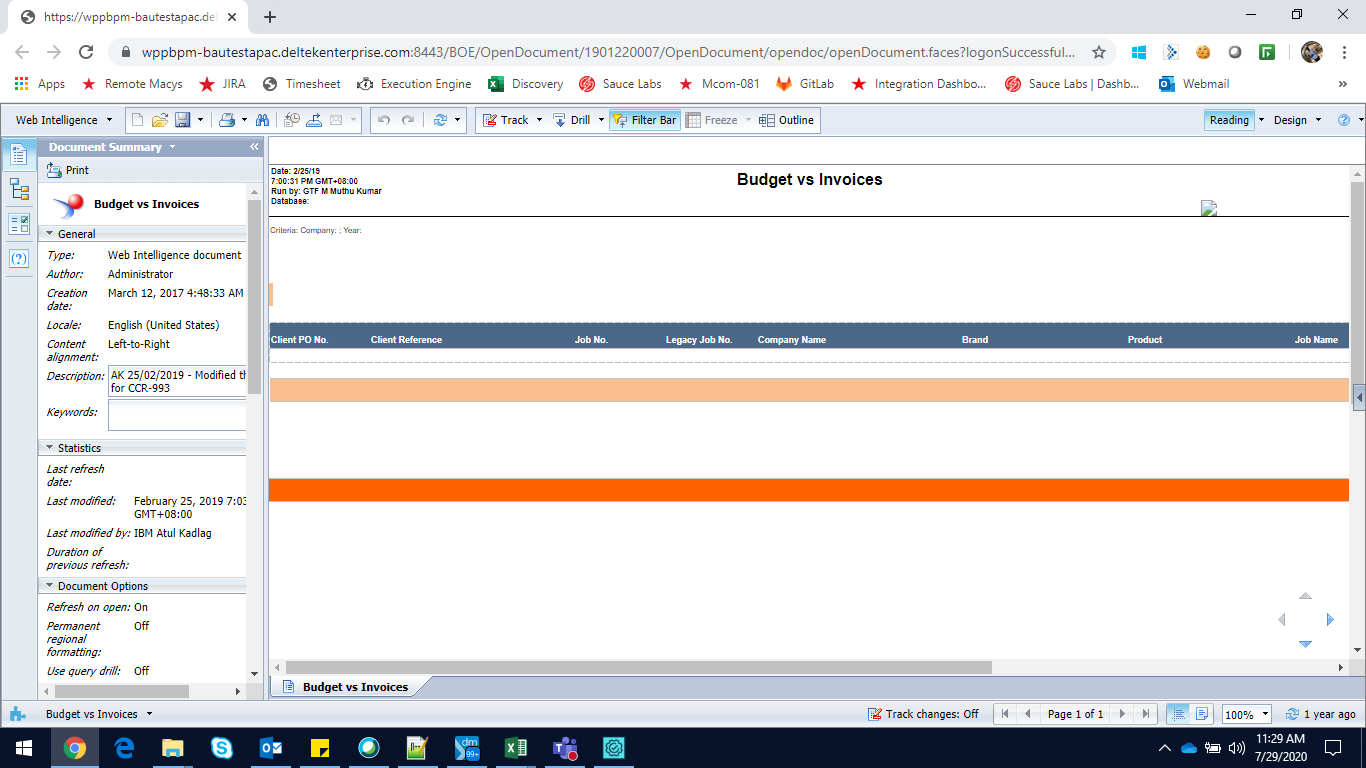 https://wppbpm-bautestapac.del
wppbpm-bautestapac.deltekenterprise.com:8443/BOE/OpenDocument/1901220007/OpenDocument/opendoc/openDocument.faces?logonSuccessful...
Apps
Remote Macys
JIRA
Timesheet
Execution Engine
Discovery
Sauce Labs
Mcom-081
GitLab
Integration Dashbo...
Sauce Labs | Dashb...
Webmail
Web Intelligence
Track
Drill
Filter Bar
Freeze
Outline
Reading
Design
Document Summary
Print
Budget vs Invoices
General
Type: Web Intelligence document
Author: Administrator
Creation date: March 12, 2017 4:48:33 AM
Locale: English (United States)
Content alignment: Left-to-Right
Description: AK 25/02/2019 - Modified th
for CCR-993
Keywords:
Statistics
Last refresh date:
Last modified: February 25, 2019 7:03
GMT+08:00
Last modified by: IBM Atul Kadlag
Duration of previous refresh:
Document Options
Refresh on open: On
Permanent regional formatting: Off
Use query drill: Off
Date: 2/25/19
7:00:31 PM GMT+08:00
Run by: GTF M Muthu Kumar
Database:
Budget vs Invoices
Criteria: Company: ; Year:
Client PO No.
Client Reference
Job No.
Legacy Job No.
Company Name
Brand
Product
Job Name
Budget vs Invoices
Budget vs Invoices
Track changes: Off
Page 1 of 1
100%
1 year ago
dm
99+
11:29 AM
7/29/2020